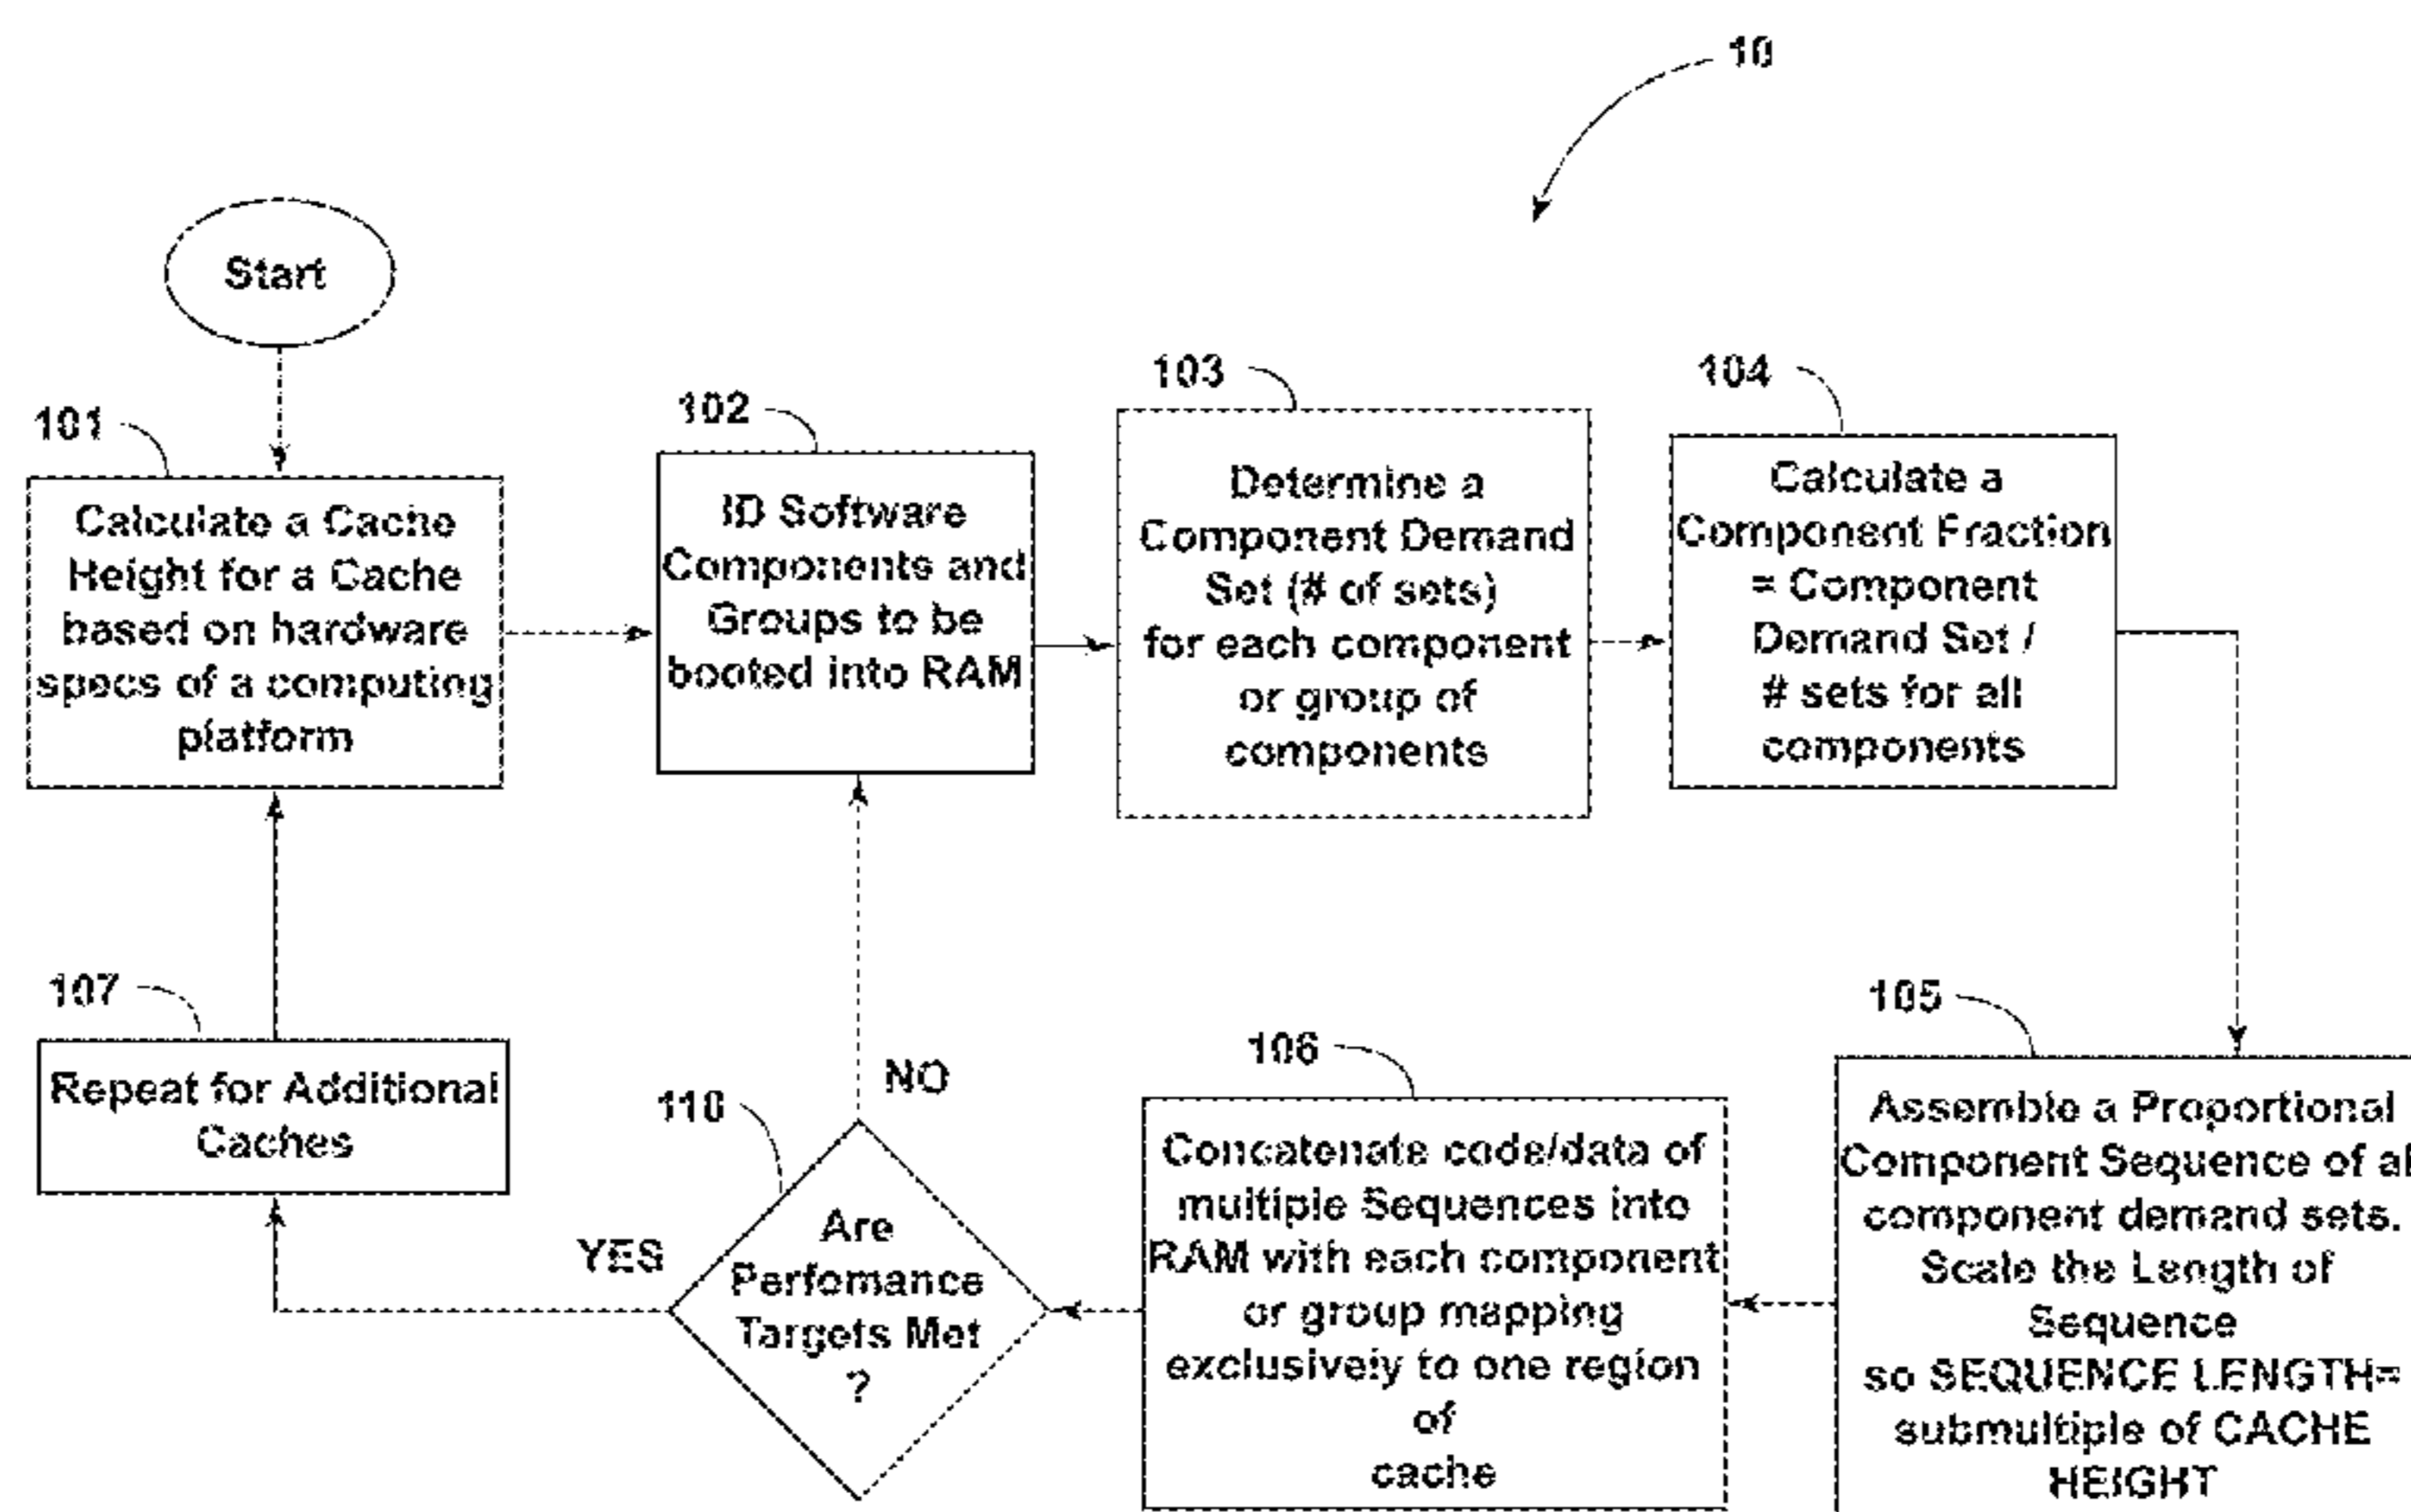 10
Start
101
Calculate a Cache
Height for a Cache
based on hardware
specs of a computing
platform
102
ID Software
Components and
Groups to be
booted into RAM
103
Determine a
Component Demand
Set (# of sets)
for each component
or group of
components
104
Calculate a
Component Fraction
= Component
Demand Set /
# sets for all
components
105
Assemble a Proportional
Component Sequence of all
component demand sets.
Scale the Length of
Sequence
so SEQUENCE LENGTH=
submultiple of CACHE
HEIGHT
106
Concatenate code/data of
multiple Sequences into
RAM with each component
or group mapping
exclusively to one region
of
cache
110
Are
Perfomance
Targets Met
?
NO
YES
107
Repeat for Additional
Caches